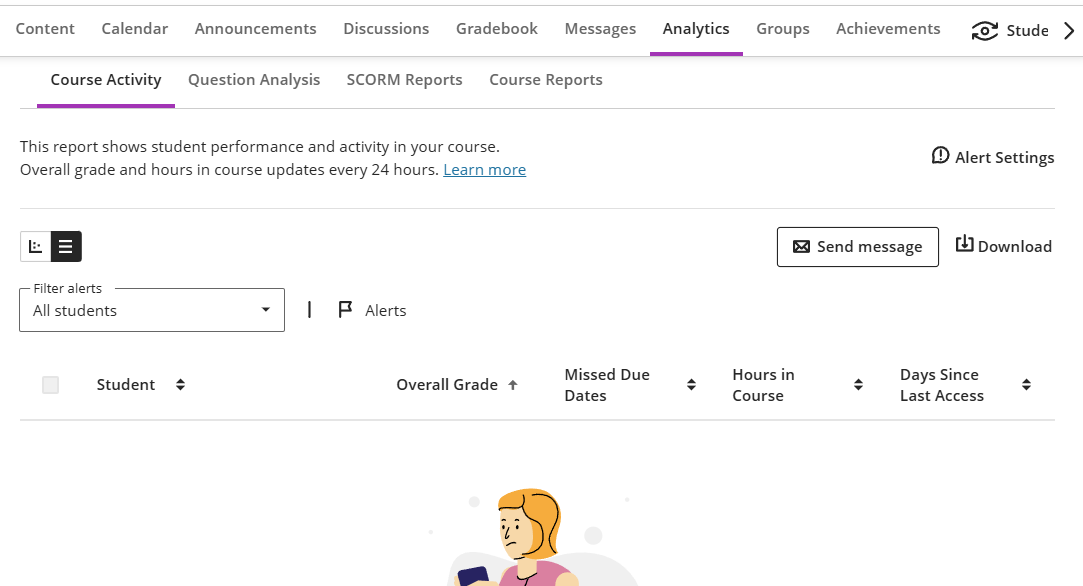 Content Calendar Announcements Discussions Gradebook Messages Analytics Groups Achievements Stude
Course Activity Question Analysis SCORM Reports Course Reports
This report shows student performance and activity in your course.
Overall grade and hours in course updates every 24 hours. Learn more
Alert Settings
Send message Download
Filter alerts
All students
Alerts
Student Overall Grade
Missed Due
Dates
Hours in
Course
Days Since
Last Access